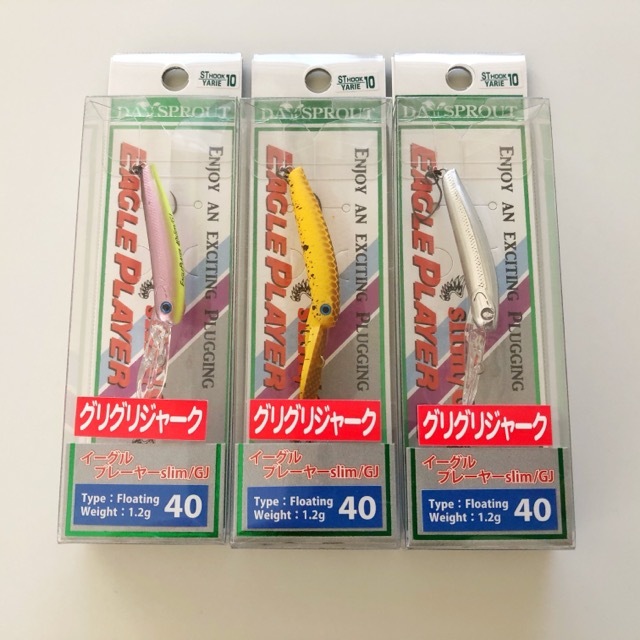 ST HOOK
YARIE 10
DAYSPROUT
ENJOY AN EXCITING PLUGGING
EAGLE PLAYER
グリグリジャーク
イーグル
プレーヤーslim/GJ
Type : Floating
Weight : 1.2g
40
ST HOOK
YARIE 10
DAYSPROUT
ENJOY AN EXCITING PLUGGING
EAGLE PLAYER
グリグリジャーク
イーグル
プレーヤーslim/GJ
Type : Floating
Weight : 1.2g
40
ST HOOK
YARIE 10
DAYSPROUT
ENJOY AN EXCITING PLUGGING
EAGLE PLAYER
slim/
グリグリジャーク
イーグル
プレーヤーslim/GJ
Type : Floating
Weight : 1.2g
40